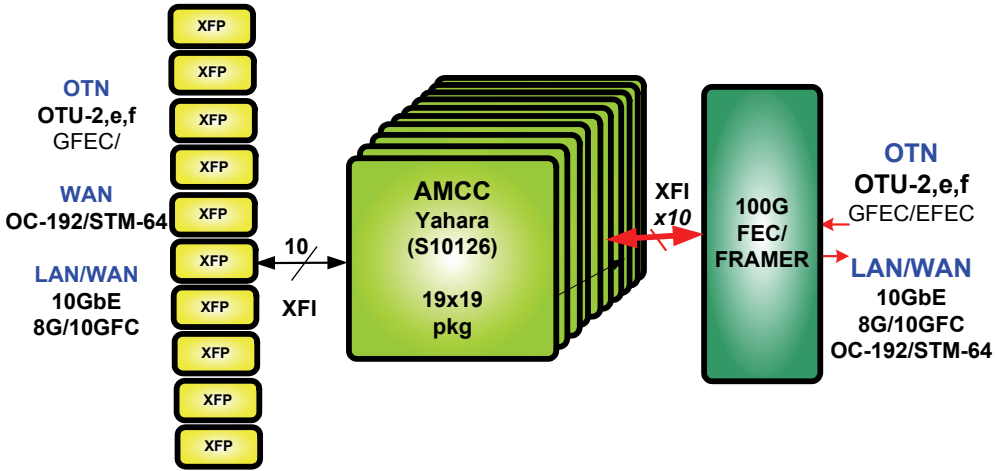 XFP
XFP
XFP
XFP
XFP
XFP
XFP
XFP
XFP
XFP
OTN
OTU-2,e,f
GFEC/
WAN
OC-192/STM-64
LAN/WAN
10GbE
8G/10GFC
10
XFI
AMCC
Yahara
(S10126)
19x19
pkg
XFI
x10
100G
FEC/
FRAMER
OTN
OTU-2,e,f
GFEC/EFEC
LAN/WAN
10GbE
8G/10GFC
OC-192/STM-64